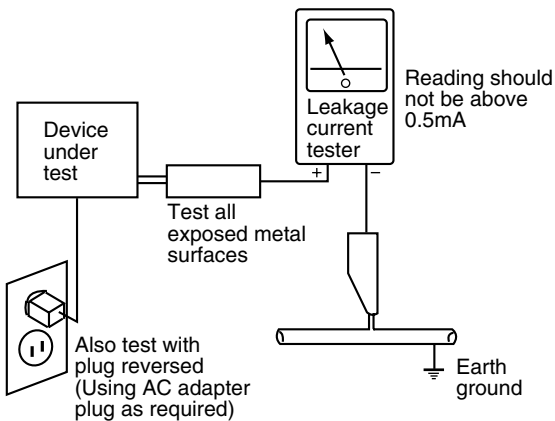 Device
under
test
Leakage
current
tester
+ −
Reading should
not be above
0.5mA
Test all
exposed metal
surfaces
Also test with
plug reversed
(Using AC adapter
plug as required)
Earth
ground